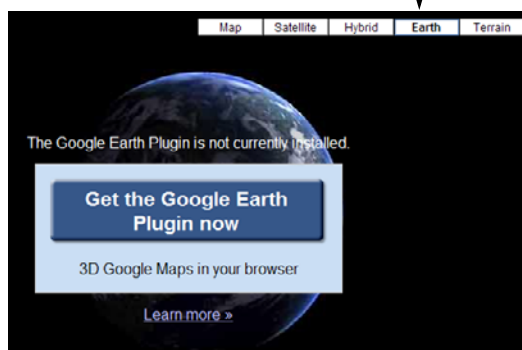 Map Satellite Hybrid Earth Terrain
The Google Earth Plugin is not currently installed.
Get the Google Earth
Plugin now
3D Google Maps in your browser
Learn more »